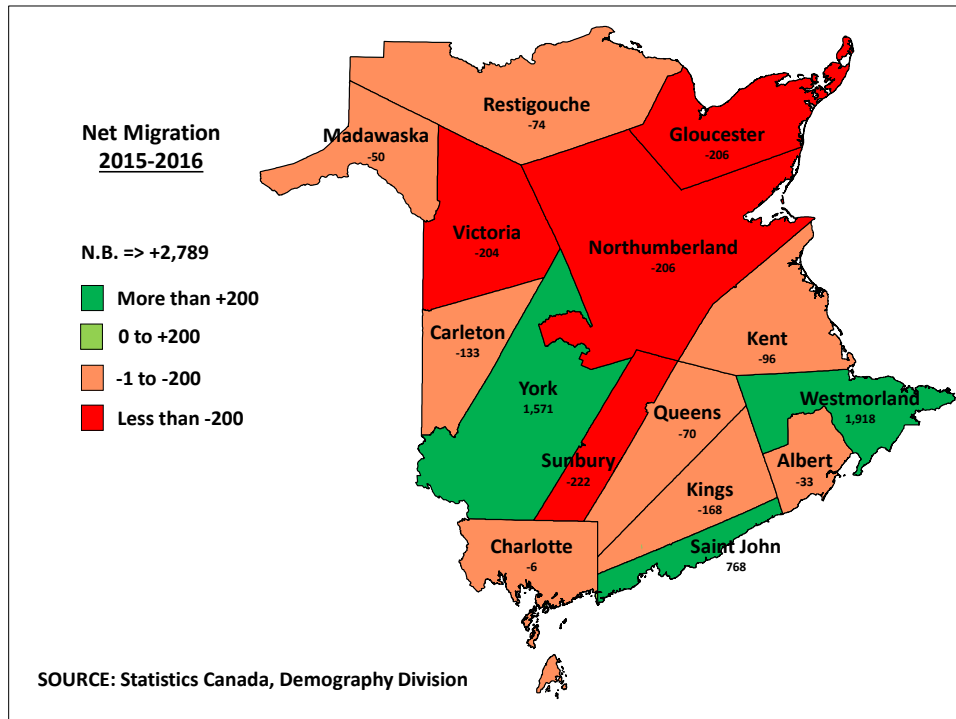 Net Migration
2015-2016
N.B. => +2,789
More than +200
0 to +200
-1 to -200
Less than -200
Restigouche
-74
Madawaska
-50
Gloucester
-206
Victoria
-204
Northumberland
-206
Carleton
-133
Kent
-96
York
1,571
Westmorland
1,918
Queens
-70
Sunbury
-222
Albert
-33
Kings
-168
Charlotte
-6
Saint John
768
SOURCE: Statistics Canada, Demography Division